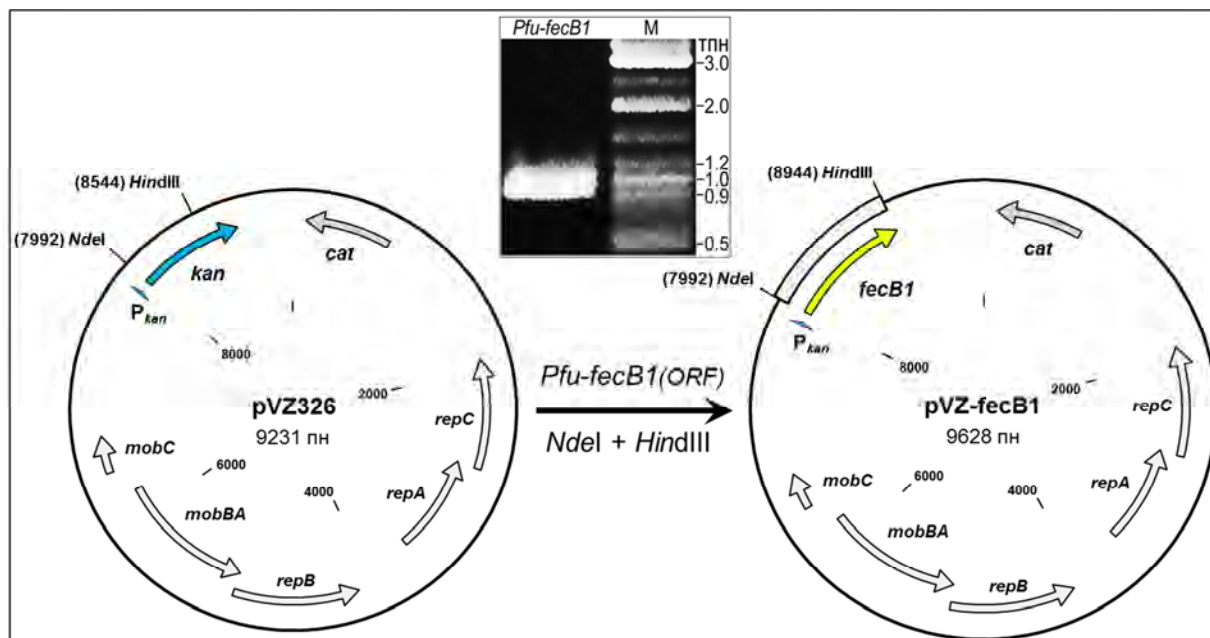 Pfu-fecB1 M
ТПН
-3.0
-2.0
-1.2
-1.0
-0.9
-0.5
(8544) HindIII
(7992) NdeI
kan
Pkan
cat
8000
2000
pVZ326
9231 пн
repC
mobC
6000
4000
repA
mobBA
repB
Pfu-fecB1(ORF)
NdeI + HindIII
(8944) HindIII
(7992) NdeI
fecB1
Pkan
cat
8000
2000
pVZ-fecB1
9628 пн
repC
mobC
6000
4000
repA
mobBA
repB